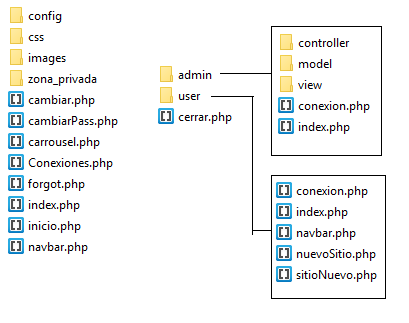 config
css
images
zona_privada
cambiar.php
cambiarPass.php
carrousel.php
Conexiones.php
forgot.php
index.php
inicio.php
navbar.php
admin
user
cerrar.php
controller
model
view
conexion.php
index.php
conexion.php
index.php
navbar.php
nuevoSitio.php
sitioNuevo.php